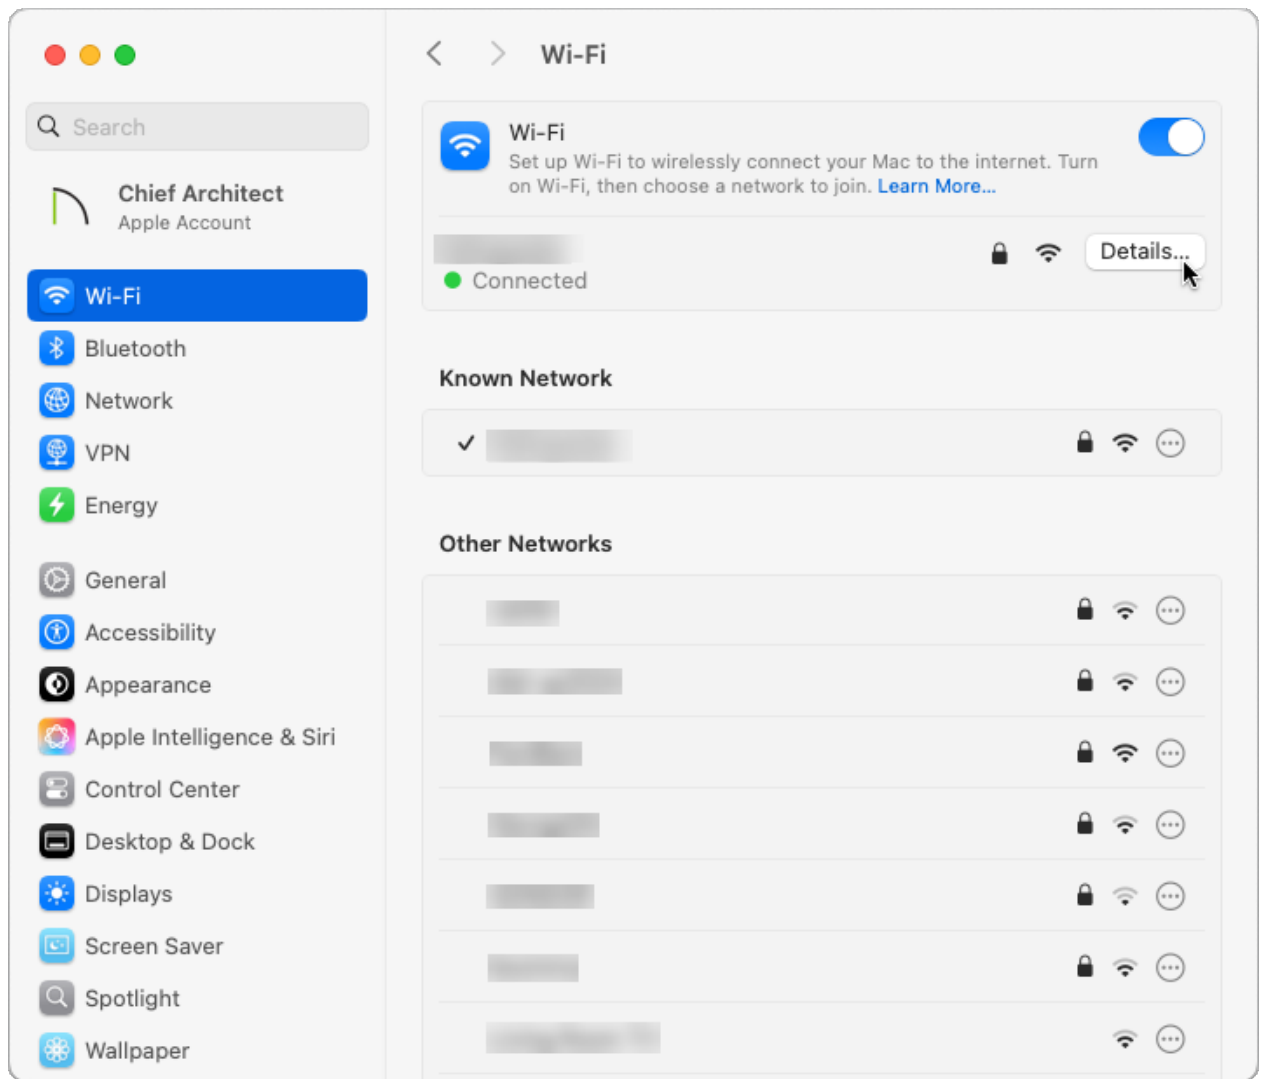 Wi-Fi
Search
Chief Architect
Apple Account
Wi-Fi
Bluetooth
Network
VPN
Energy
General
Accessibility
Appearance
Apple Intelligence & Siri
Control Center
Desktop & Dock
Displays
Screen Saver
Spotlight
Wallpaper
Wi-Fi
Set up Wi-Fi to wirelessly connect your Mac to the internet. Turn
on Wi-Fi, then choose a network to join. Learn More...
Details...
Connected
Known Network
Other Networks